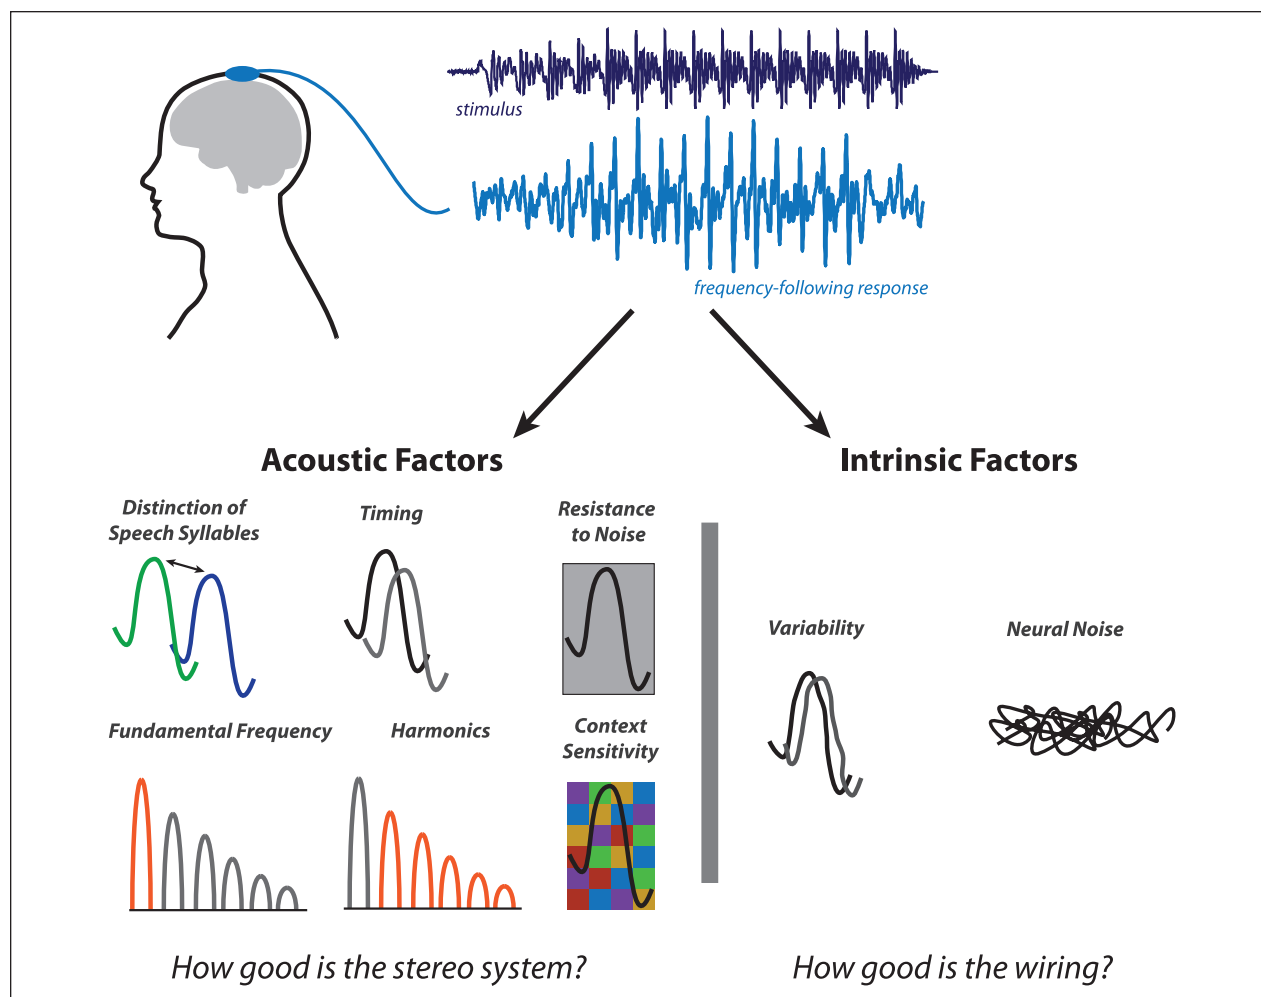 stimulus
frequency-following response
Acoustic Factors
Intrinsic Factors
Distinction of
Speech Syllables
Timing
Resistance
to Noise
Variability
Neural Noise
Fundamental Frequency
Harmonics
Context
Sensitivity
How good is the stereo system?
How good is the wiring?